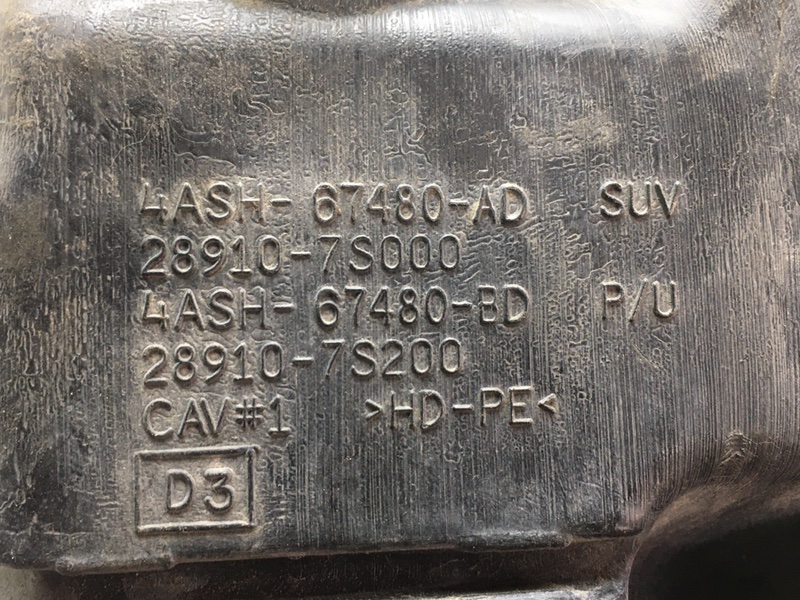 4ASH- 67480-AD SUV
28910-7S000
4ASH- 67480-BD P/U
28910-7S200
CAV#1 >HD-PE<
D3